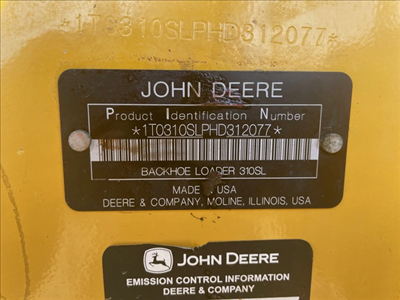 *1T0310SLPHD312077*
JOHN DEERE
Product Identification Number
*1T0310SLPHD312077*
BACKHOE LOADER 310SL
MADE IN USA
DEERE & COMPANY, MOLINE, ILLINOIS, USA
JOHN DEERE
EMISSION CONTROL INFORMATION
DEERE & COMPANY